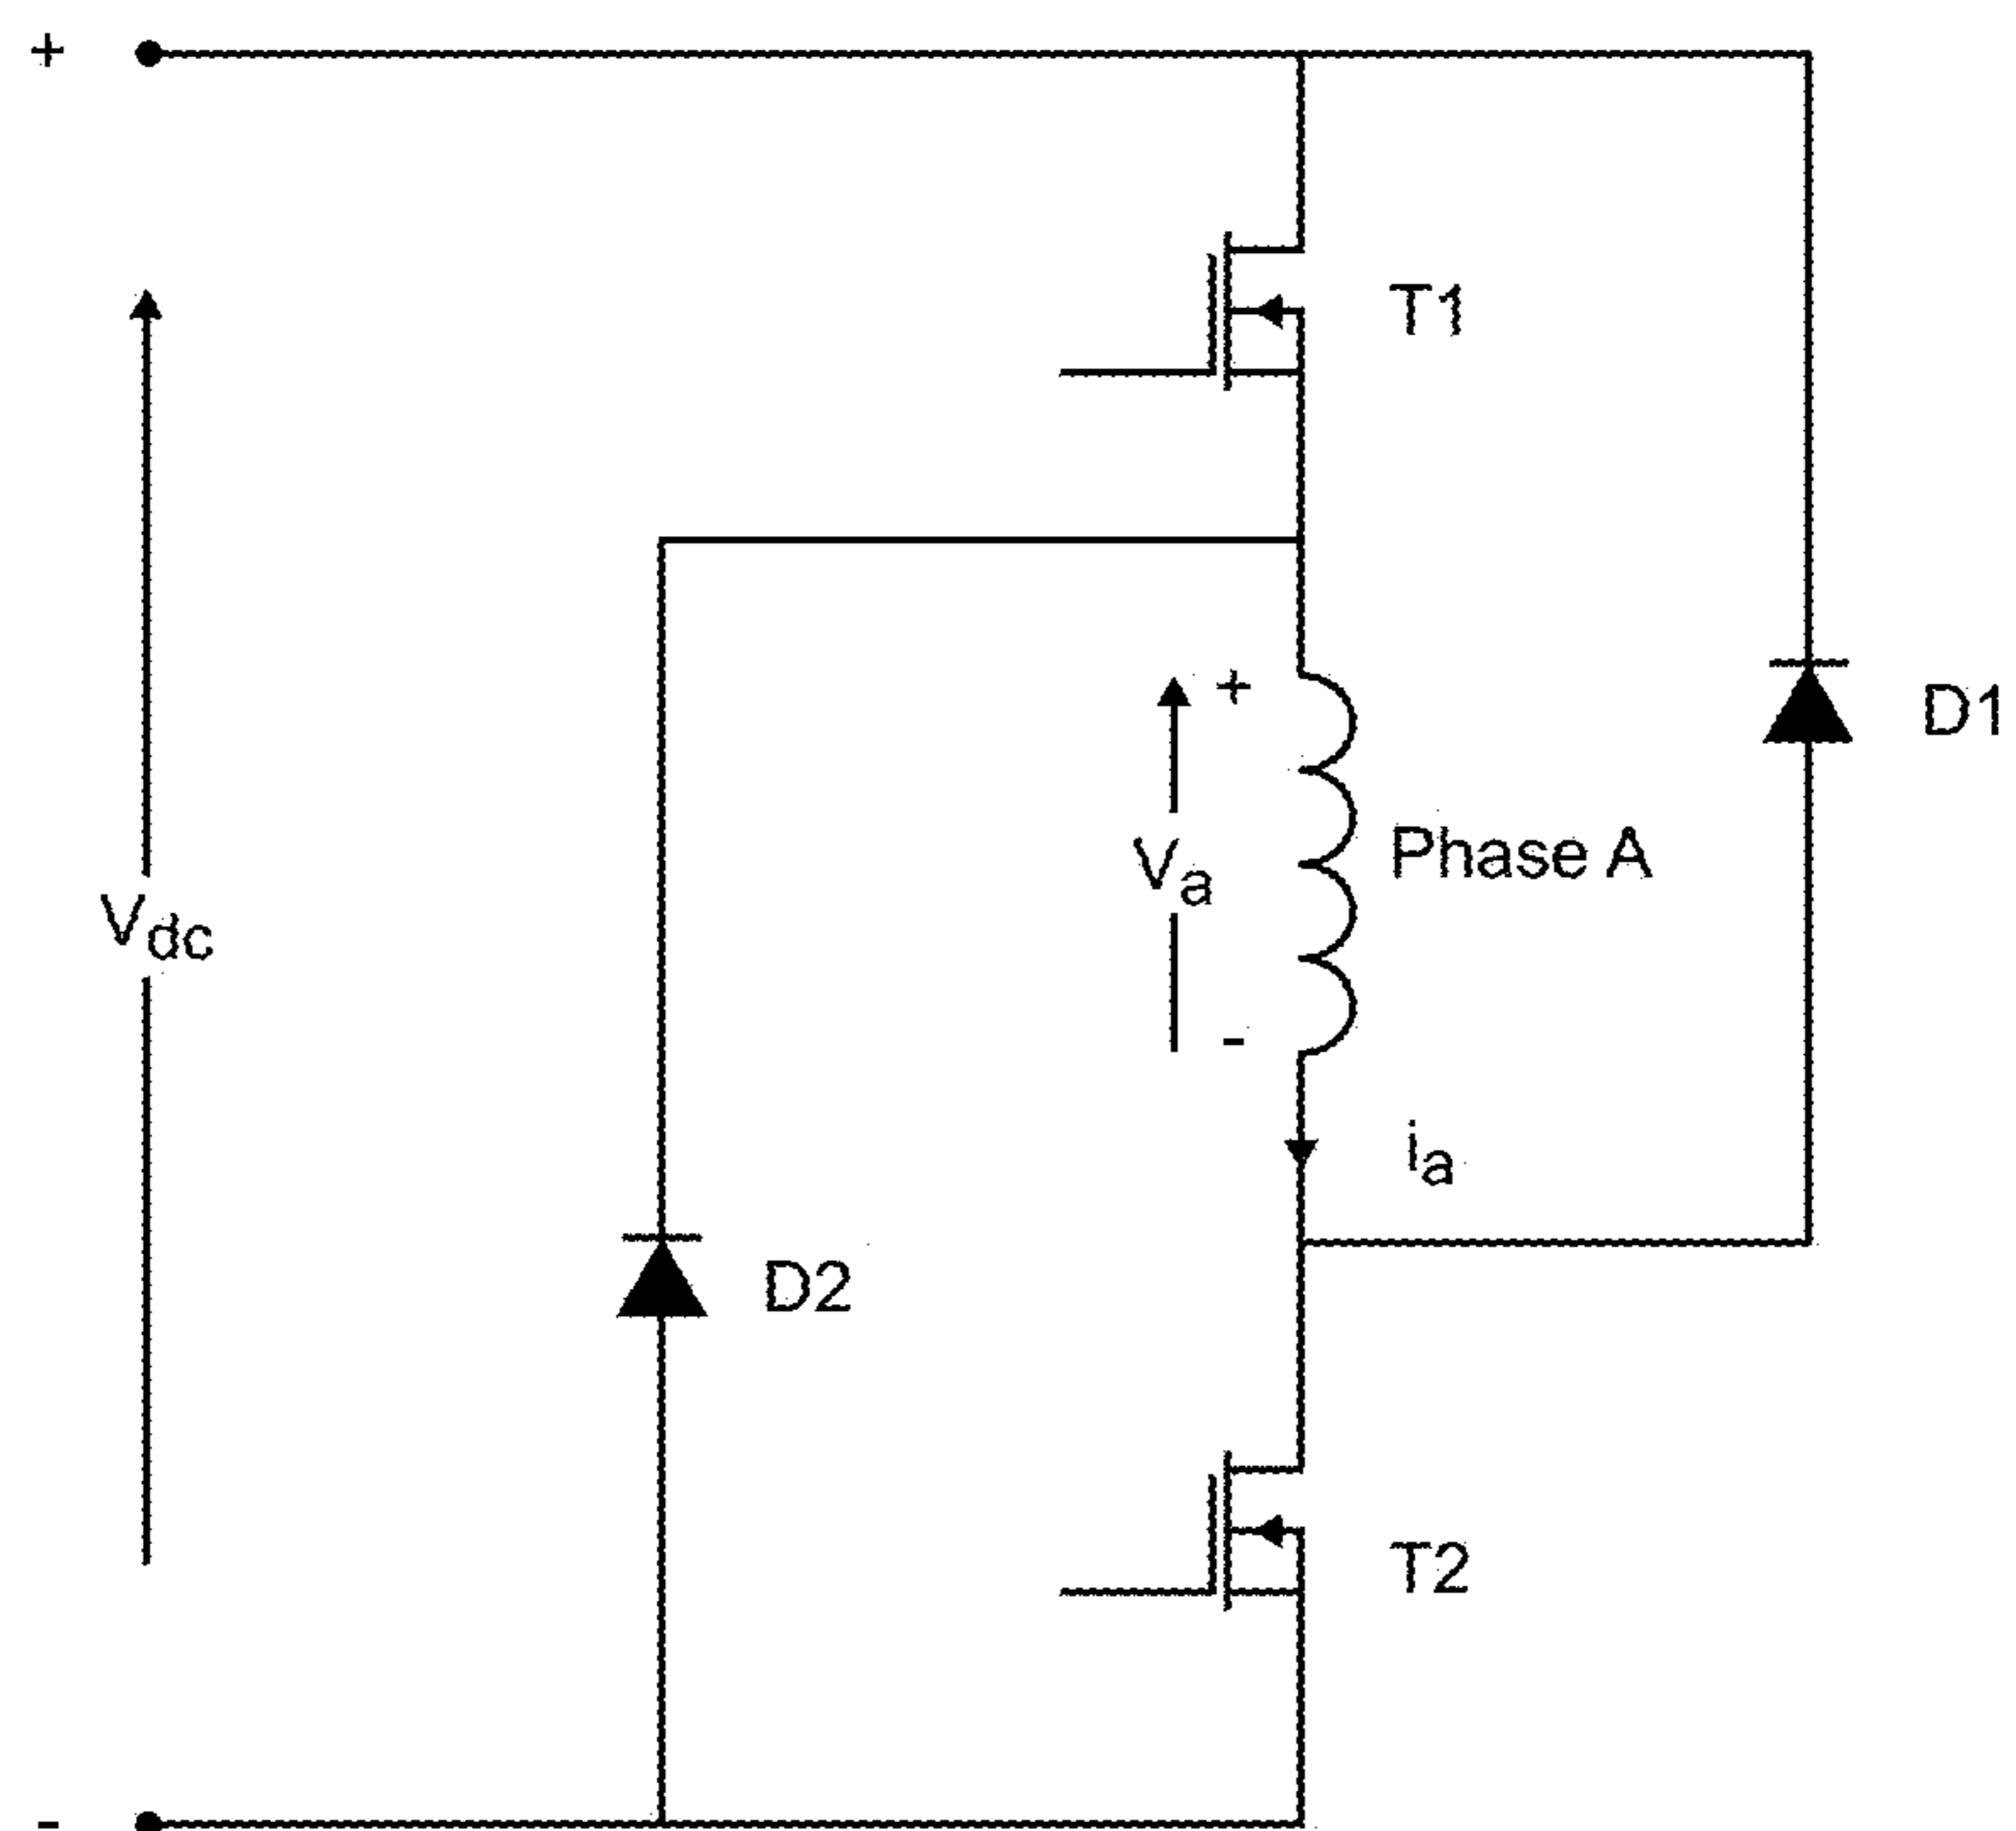 +
T1
+
D1
Va
Phase A
Vdc
-
ia
D2
T2
-